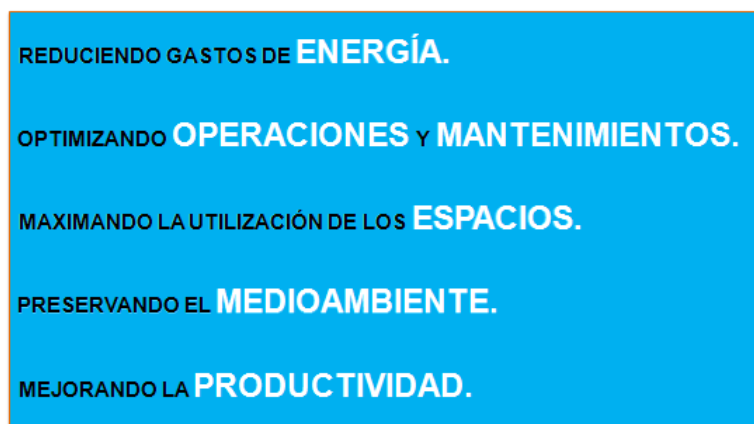 REDUCIENDO GASTOS DE ENERGÍA.
OPTIMIZANDO OPERACIONES Y MANTENIMIENTOS.
MAXIMANDO LA UTILIZACIÓN DE LOS ESPACIOS.
PRESERVANDO EL MEDIOAMBIENTE.
MEJORANDO LA PRODUCTIVIDAD.